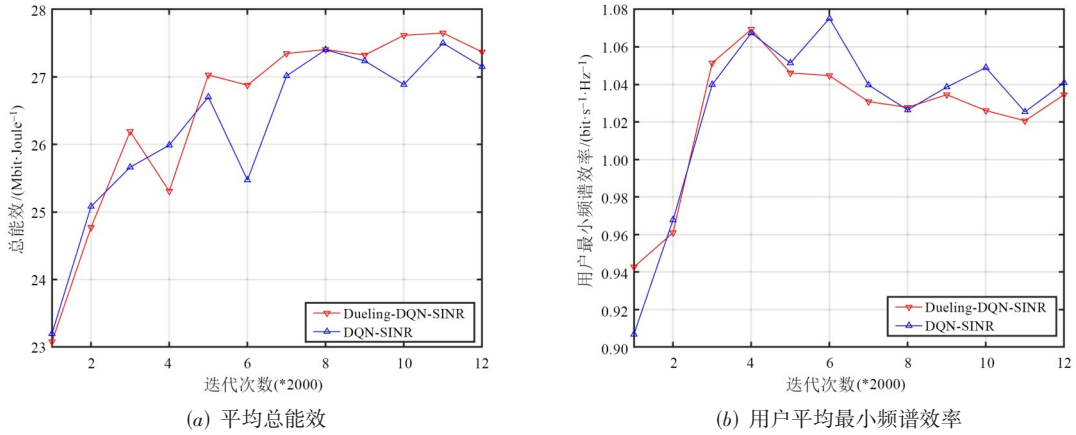 28
27
26
25
24
23
总能效/(Mbit·Joule⁻¹)
Dueling-DQN-SINR
DQN-SINR
2 4 6 8 10 12
迭代次数(*2000)
(a) 平均总能效
1.08
1.06
1.04
1.02
1.00
0.98
0.96
0.94
0.92
0.90
用户最小频谱效率/(bit·s⁻¹·Hz⁻¹)
Dueling-DQN-SINR
DQN-SINR
2 4 6 8 10 12
迭代次数(*2000)
(b) 用户平均最小频谱效率